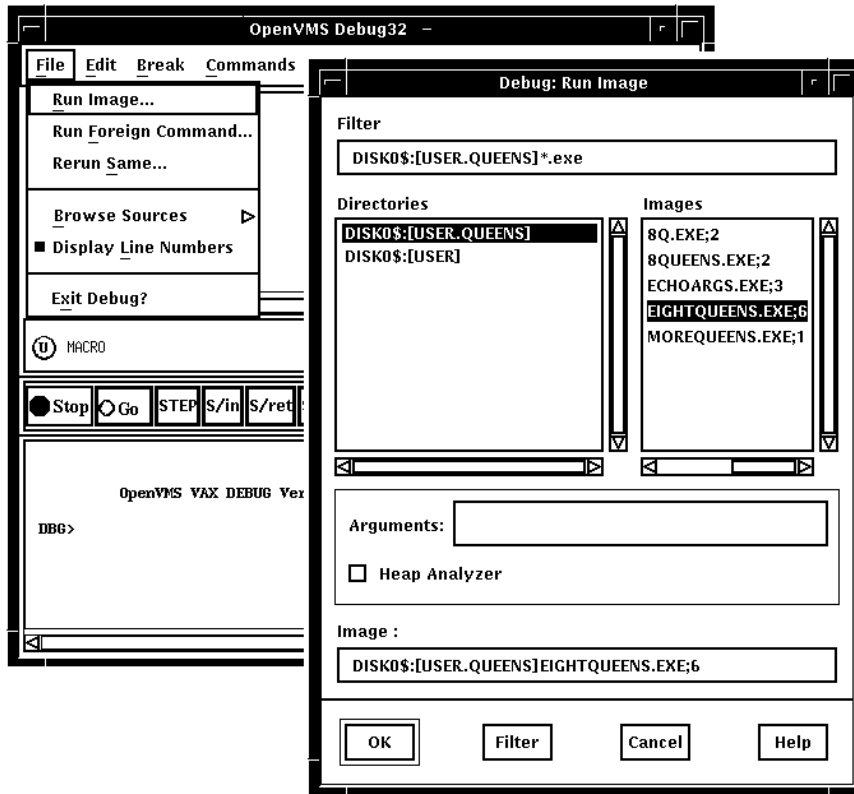 OpenVMS Debug32 –
File Edit Break Commands
Run Image...
Run Foreign Command...
Rerun Same...
Browse Sources
Display Line Numbers
Exit Debug?
U MACRO
Stop Go STEP S/in S/ret
OpenVMS VAX DEBUG Ver
DBG>
Debug: Run Image
Filter
DISK0$:[USER.QUEENS]*.exe
Directories
DISK0$:[USER.QUEENS]
DISK0$:[USER]
Images
8Q.EXE;2
8QUEENS.EXE;2
ECHOARGS.EXE;3
EIGHTQUEENS.EXE;6
MOREQUEENS.EXE;1
Arguments:
Heap Analyzer
Image :
DISK0$:[USER.QUEENS]EIGHTQUEENS.EXE;6
OK Filter Cancel Help